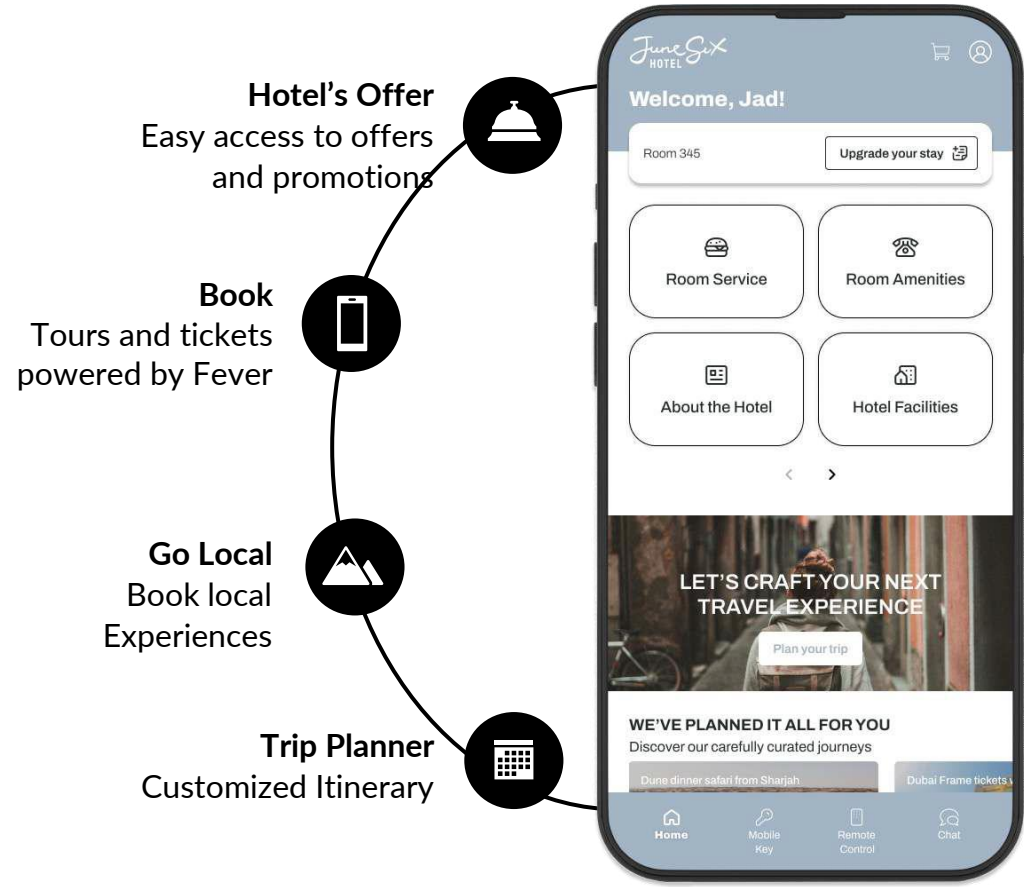 Hotel’s Offer
Easy access to offers
and promotions
Book
Tours and tickets
powered by Fever
Go Local
Book local
Experiences
Trip Planner
Customized Itinerary
June Six
HOTEL
Welcome, Jad!
Room 345
Upgrade your stay
Room Service
Room Amenities
About the Hotel
Hotel Facilities
LET’S CRAFT YOUR NEXT
TRAVEL EXPERIENCE
Plan your trip
WE’VE PLANNED IT ALL FOR YOU
Discover our carefully curated journeys
Dune dinner safari from Sharjah
Dubai Frame tickets
Home
Mobile
Key
Remote
Control
Chat